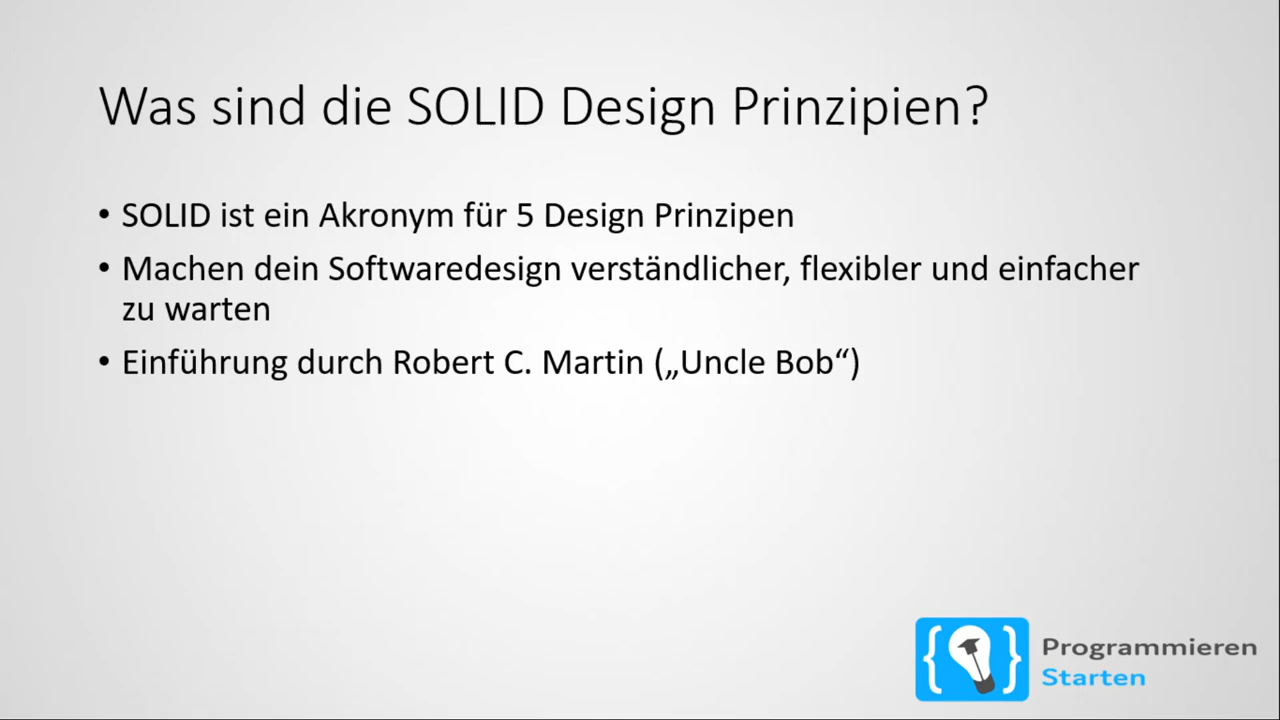 Was sind die SOLID Design Prinzipien?
• SOLID ist ein Akronym für 5 Design Prinzipen
• Machen dein Softwaredesign verständlicher, flexibler und einfacher
zu warten
• Einführung durch Robert C. Martin („Uncle Bob“)
Programmieren
Starten